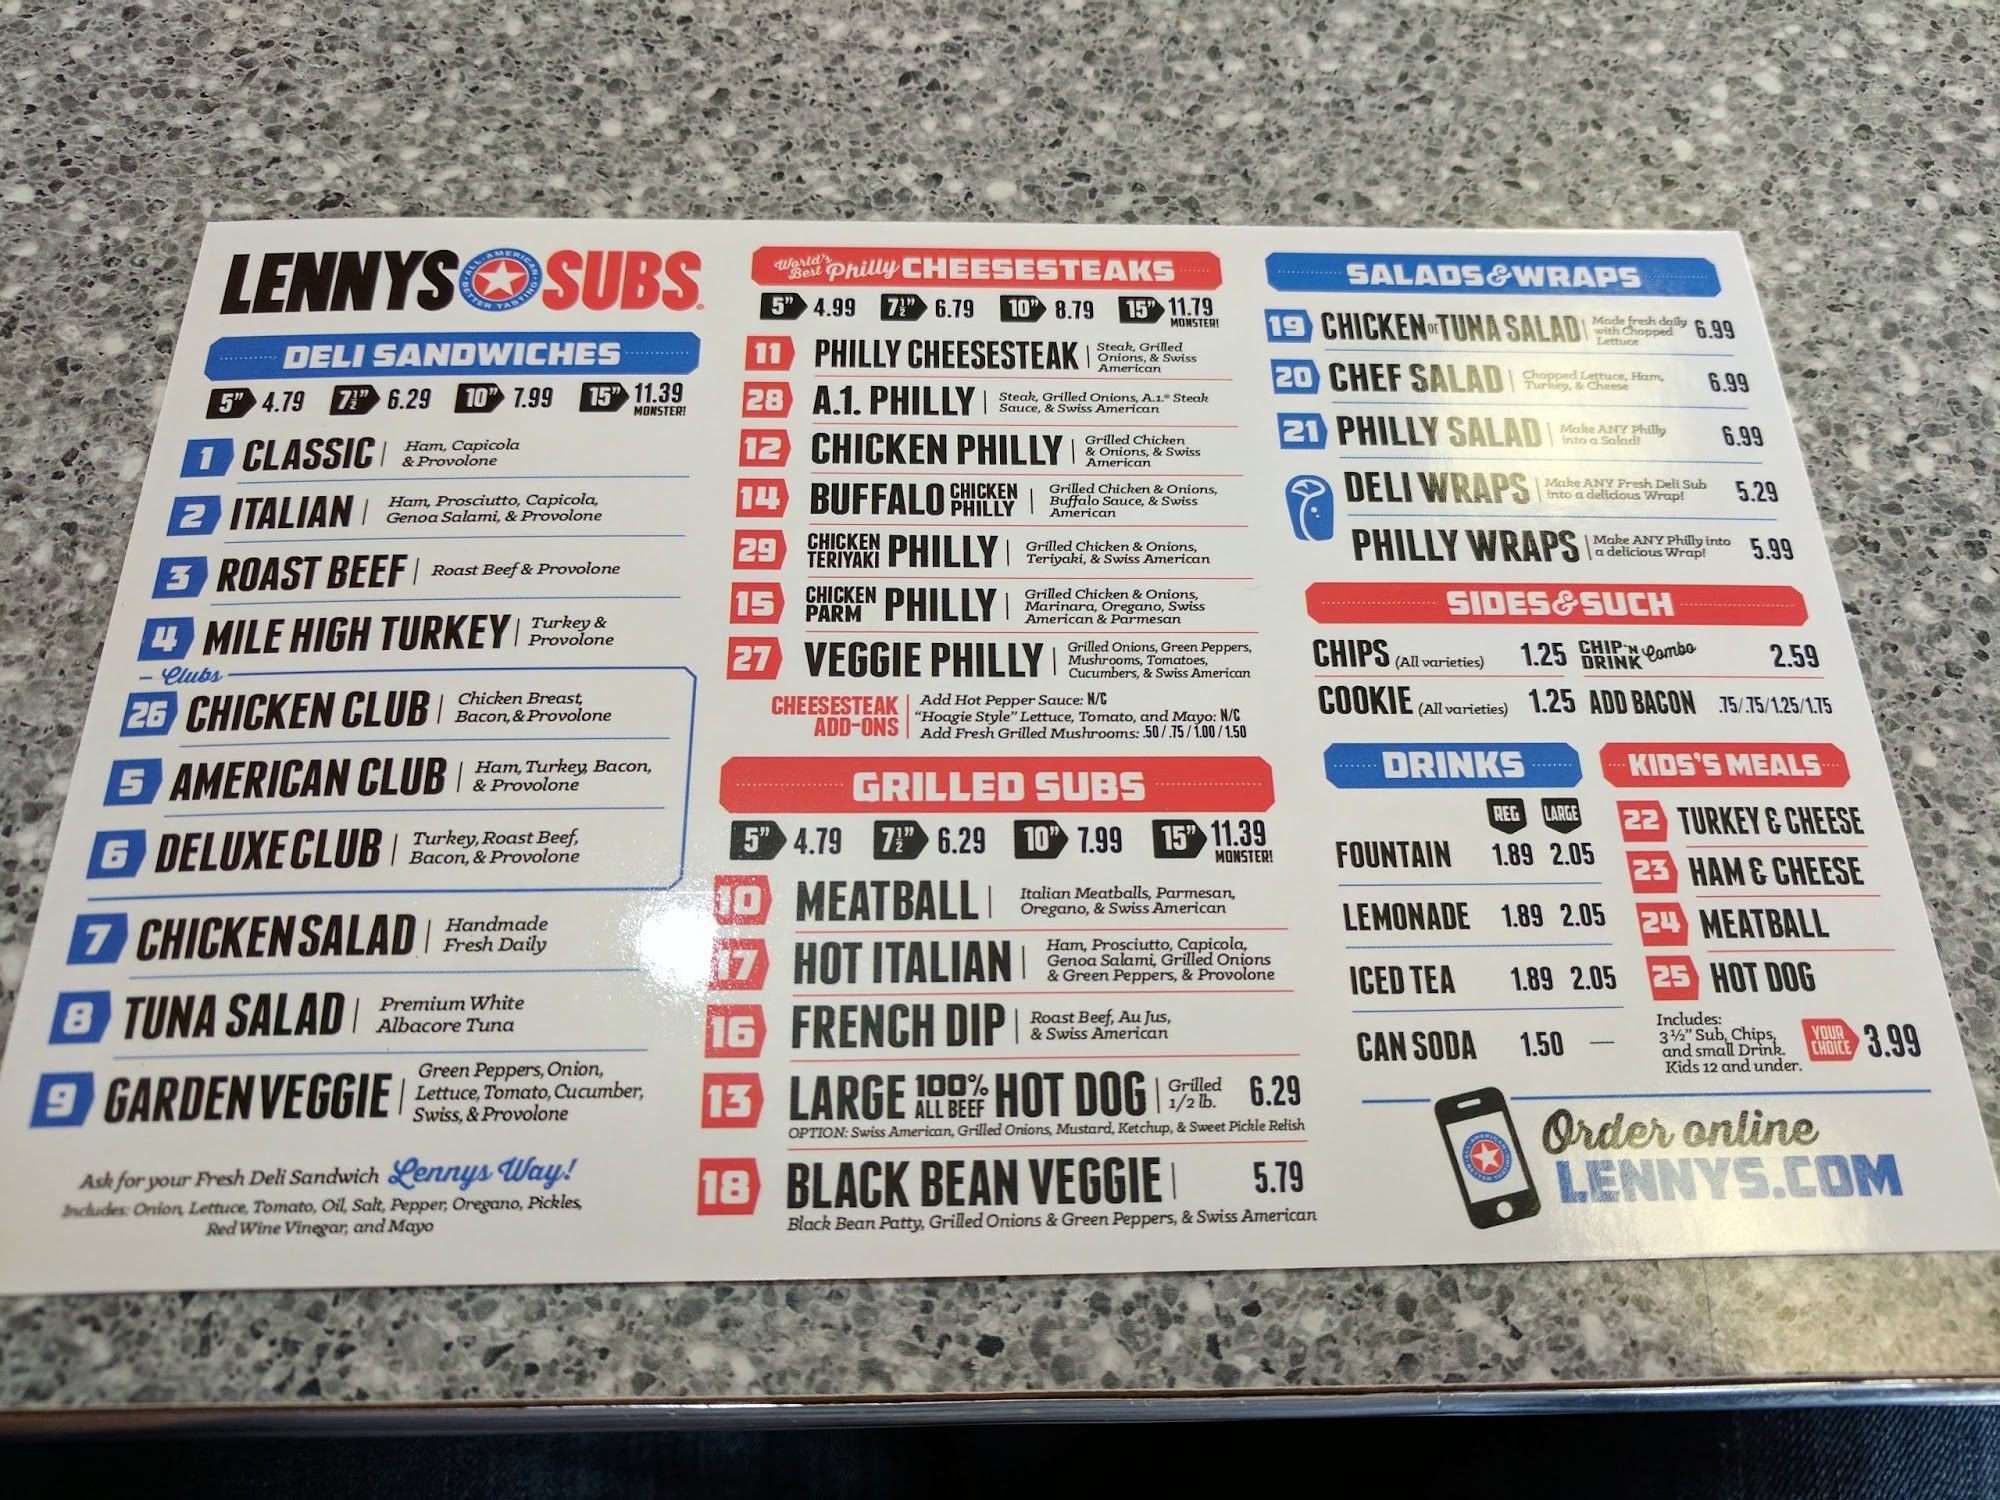 LENNYS SUBS
ALL-AMERICAN BETTER TASTING
DELI SANDWICHES
5" 4.79 7½" 6.29 10" 7.99 15" 11.39
MONSTER!
1 CLASSIC | Ham, Capicola
& Provolone
2 ITALIAN | Ham, Prosciutto, Capicola,
Genoa Salami, & Provolone
3 ROAST BEEF | Roast Beef & Provolone
4 MILE HIGH TURKEY | Turkey &
Provolone
Clubs
26 CHICKEN CLUB | Chicken Breast,
Bacon, & Provolone
5 AMERICAN CLUB | Ham, Turkey, Bacon,
& Provolone
6 DELUXE CLUB | Turkey, Roast Beef,
Bacon, & Provolone
7 CHICKEN SALAD | Handmade
Fresh Daily
8 TUNA SALAD | Premium White
Albacore Tuna
9 GARDEN VEGGIE | Green Peppers, Onion,
Lettuce, Tomato, Cucumber,
Swiss, & Provolone
Ask for your Fresh Deli Sandwich Lennys Way!
Includes: Onion, Lettuce, Tomato, Oil, Salt, Pepper, Oregano, Pickles,
Red Wine Vinegar, and Mayo
World's Best Philly CHEESESTEAKS
5" 4.99 7½" 6.79 10" 8.79 15" 11.79
MONSTER!
11 PHILLY CHEESESTEAK | Steak, Grilled
Onions, & Swiss
American
28 A.1. PHILLY | Steak, Grilled Onions, A.1.® Steak
Sauce, & Swiss American
12 CHICKEN PHILLY | Grilled Chicken
& Onions, & Swiss
American
14 BUFFALO CHICKEN PHILLY | Grilled Chicken & Onions,
Buffalo Sauce, & Swiss
American
29 CHICKEN TERIYAKI PHILLY | Grilled Chicken & Onions,
Teriyaki, & Swiss American
15 CHICKEN PARM PHILLY | Grilled Chicken & Onions,
Marinara, Oregano, Swiss
American & Parmesan
27 VEGGIE PHILLY | Grilled Onions, Green Peppers,
Mushrooms, Tomatoes,
Cucumbers, & Swiss American
CHEESESTEAK ADD-ONS | Add Hot Pepper Sauce: N/C
"Hoagie Style" Lettuce, Tomato, and Mayo: N/C
Add Fresh Grilled Mushrooms: .50/.75/1.00/1.50
GRILLED SUBS
5" 4.79 7½" 6.29 10" 7.99 15" 11.39
MONSTER!
10 MEATBALL | Italian Meatballs, Parmesan,
Oregano, & Swiss American
17 HOT ITALIAN | Ham, Prosciutto, Capicola,
Genoa Salami, Grilled Onions
& Green Peppers, & Provolone
16 FRENCH DIP | Roast Beef, Au Jus,
& Swiss American
13 LARGE 100% ALL BEEF HOT DOG | Grilled 1/2 lb. 6.29
OPTION: Swiss American, Grilled Onions, Mustard, Ketchup, & Sweet Pickle Relish
18 BLACK BEAN VEGGIE | 5.79
Black Bean Patty, Grilled Onions & Green Peppers, & Swiss American
SALADS & WRAPS
19 CHICKEN or TUNA SALAD | Made fresh daily with Chopped Lettuce 6.99
20 CHEF SALAD | Chopped Lettuce, Ham, Turkey, & Cheese 6.99
21 PHILLY SALAD | Make ANY Philly into a Salad! 6.99
DELI WRAPS | Make ANY Fresh Deli Sub into a delicious Wrap! 5.29
PHILLY WRAPS | Make ANY Philly into a delicious Wrap! 5.99
SIDES & SUCH
CHIPS (All varieties) 1.25 CHIP 'N DRINK Combo 2.59
COOKIE (All varieties) 1.25 ADD BACON .75/.75/1.25/1.75
DRINKS
REG LARGE
FOUNTAIN 1.89 2.05
LEMONADE 1.89 2.05
ICED TEA 1.89 2.05
CAN SODA 1.50 —
KIDS'S MEALS
22 TURKEY & CHEESE
23 HAM & CHEESE
24 MEATBALL
25 HOT DOG
Includes:
3½" Sub, Chips,
and small Drink.
Kids 12 and under.
YOUR CHOICE 3.99
Order online
LENNYS.COM